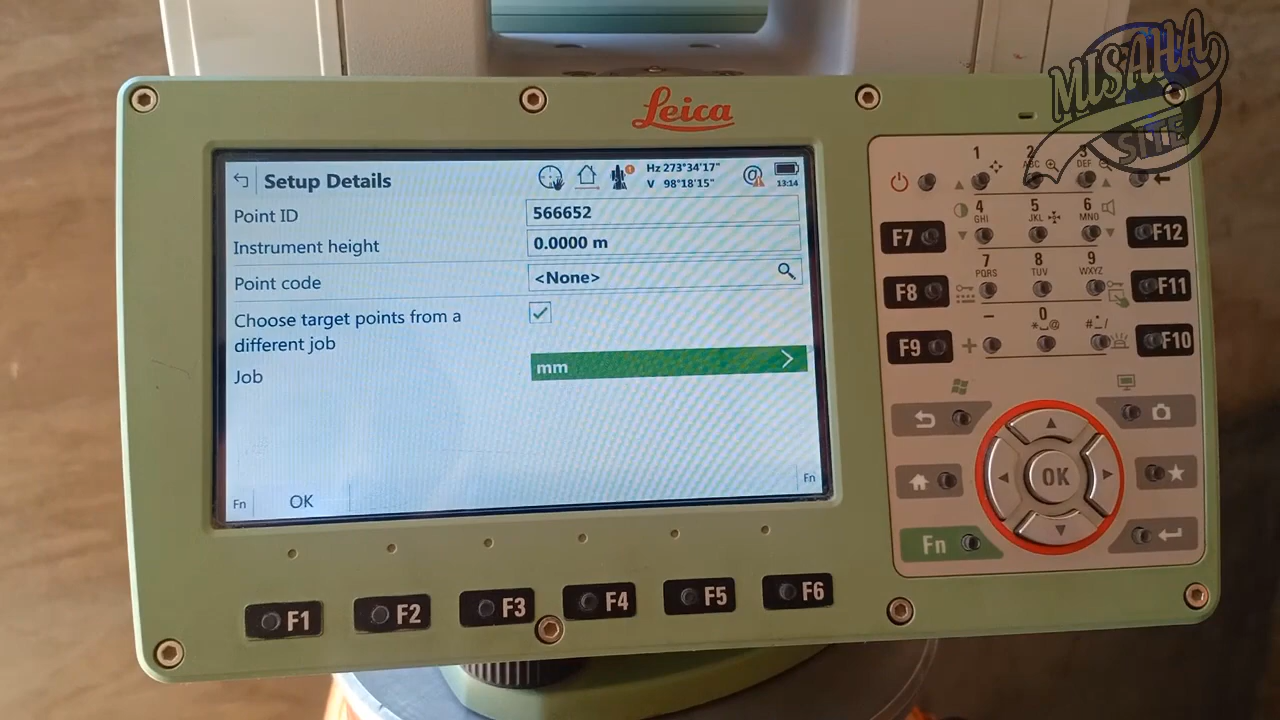 MISAHA
SITE
Leica
Setup Details
Hz 273°34'17"
V 98°18'15"
13:14
Point ID
566652
Instrument height
0.0000 m
Point code
<None>
Choose target points from a
different job
Job
mm
Fn
OK
Fn
F1
F2
F3
F4
F5
F6
1
2
ABC
3
DEF
F7
4
GHI
5
JKL
6
MNO
F12
F8
7
PQRS
8
TUV
9
WXYZ
F11
F9
0
F10
OK
Fn